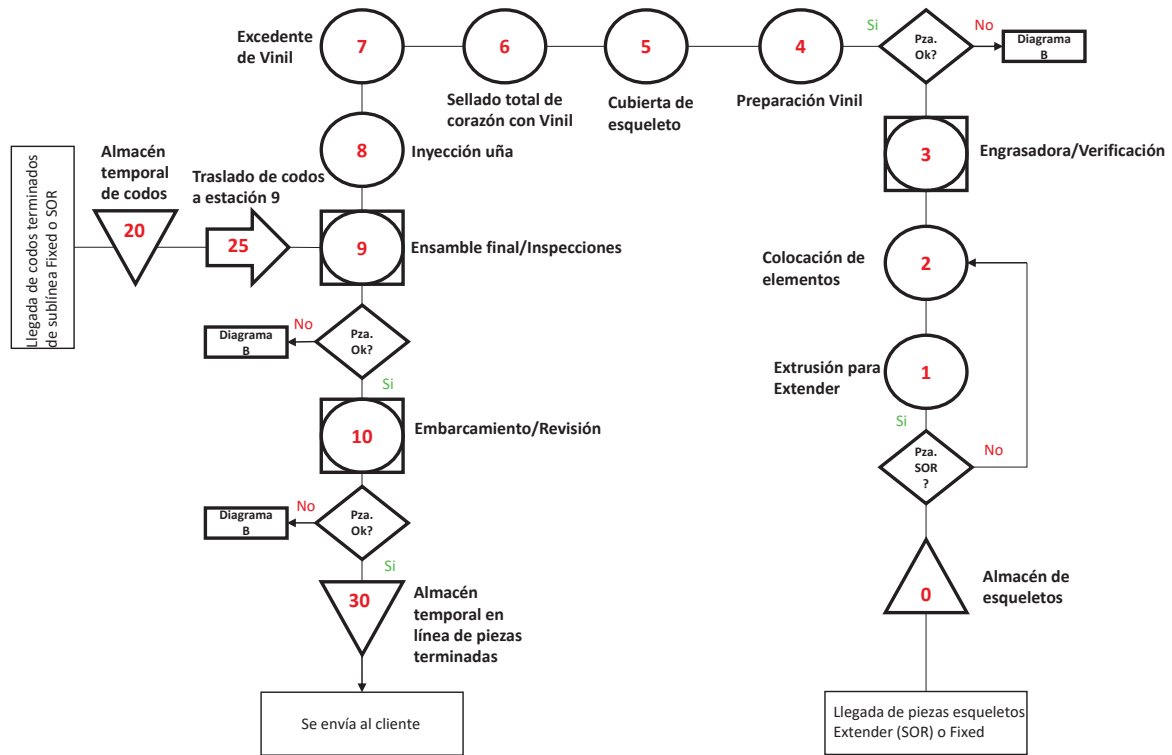 Excedente
de Vinil
7
6
5
4
Si
Pza.
Ok?
No
Diagrama
B
Sellado total de
corazón con Vinil
Cubierta de
esqueleto
Preparación Vinil
8
Inyección uña
3
Engrasadora/Verificación
Llegada de codos terminados
de sublínea Fixed o SOR
Almacén
temporal
de codos
20
Traslado de codos
a estación 9
25
9
Ensamble final/Inspecciones
Colocación de
elementos
2
Diagrama
B
No
Pza.
Ok?
Si
Extrusión para
Extender
1
Si
Pza.
SOR
?
No
10
Embarcamiento/Revisión
Diagrama
B
No
Pza.
Ok?
Si
30
Almacén
temporal en
línea de piezas
terminadas
0
Almacén de
esqueletos
Se envía al cliente
Llegada de piezas esqueletos
Extender (SOR) o Fixed